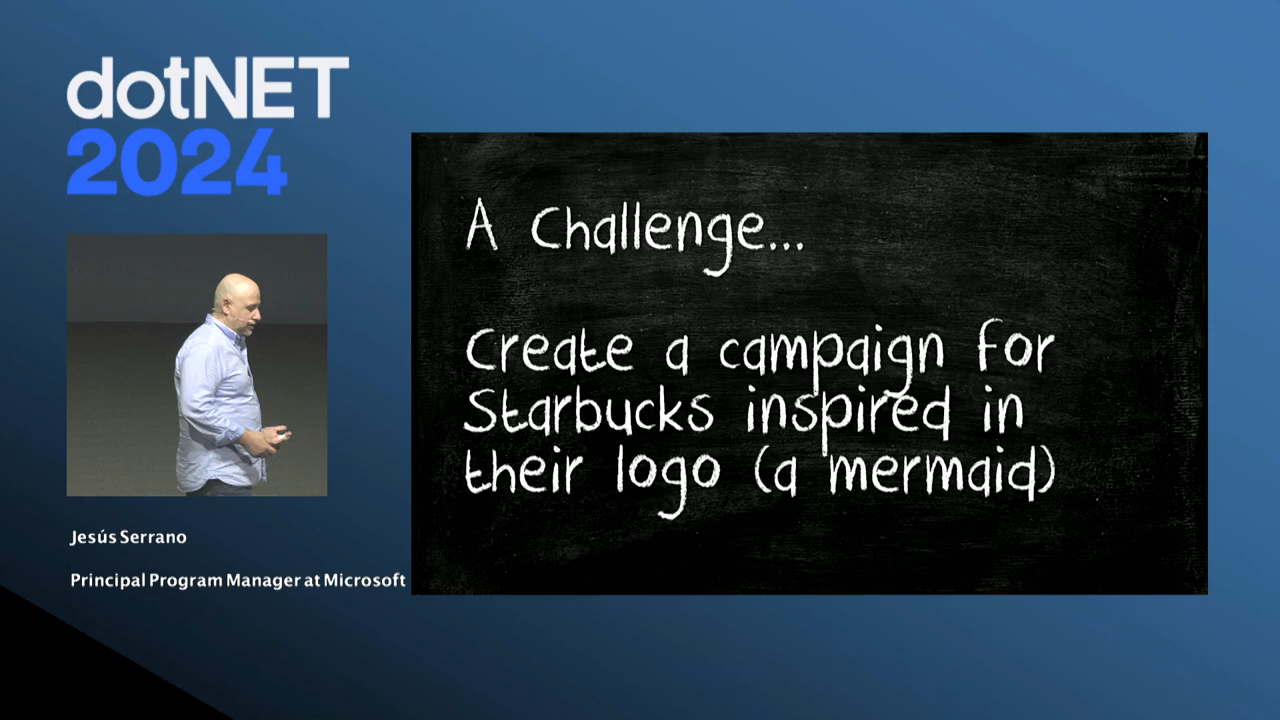 dotNET
2024
A Challenge...
Create a campaign for
Starbucks inspired in
their logo (a mermaid)
Jesús Serrano
Principal Program Manager at Microsoft